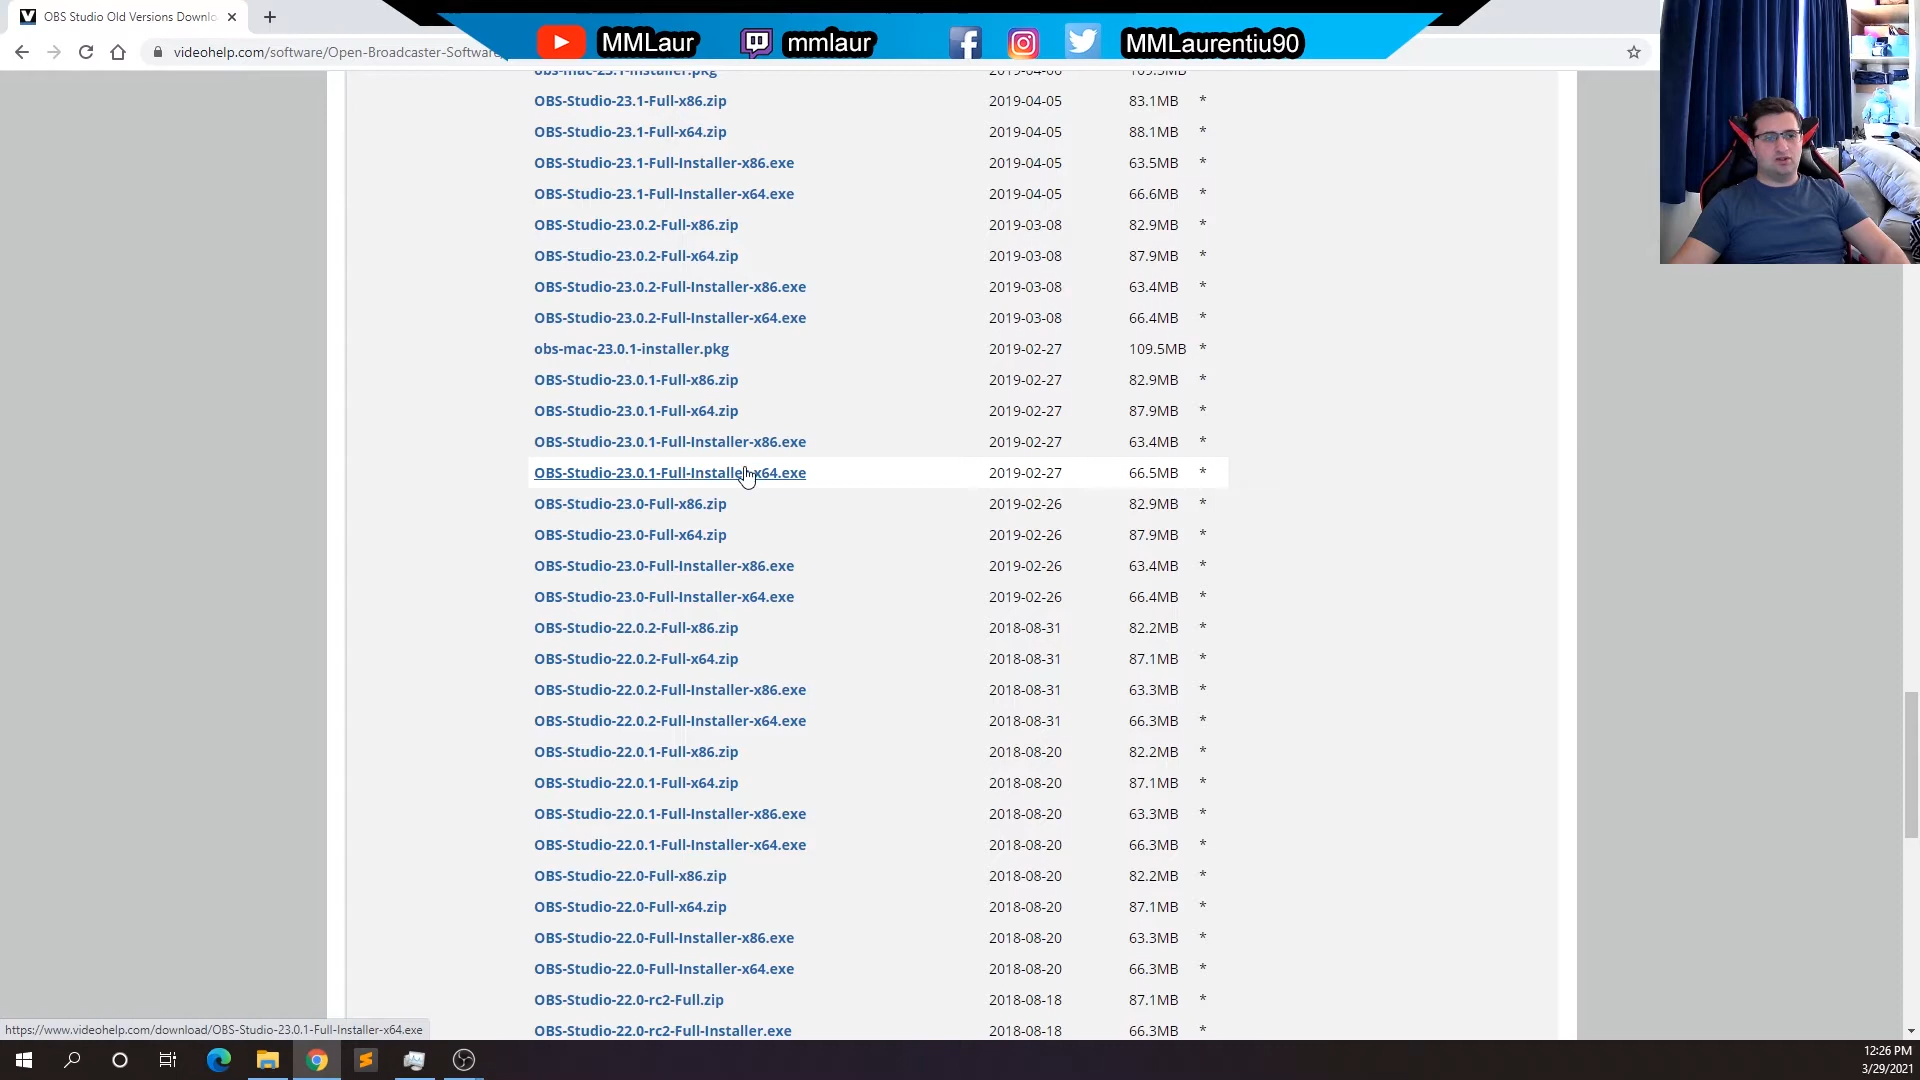 OBS Studio Old Versions Downlo
videohelp.com/software/Open-Broadcaster-Software
MMLaur
mmlaur
MMLaurentiu90
obs-mac-23.1-installer.pkg 2019-04-06 109.5MB
OBS-Studio-23.1-Full-x86.zip 2019-04-05 83.1MB *
OBS-Studio-23.1-Full-x64.zip 2019-04-05 88.1MB *
OBS-Studio-23.1-Full-Installer-x86.exe 2019-04-05 63.5MB *
OBS-Studio-23.1-Full-Installer-x64.exe 2019-04-05 66.6MB *
OBS-Studio-23.0.2-Full-x86.zip 2019-03-08 82.9MB *
OBS-Studio-23.0.2-Full-x64.zip 2019-03-08 87.9MB *
OBS-Studio-23.0.2-Full-Installer-x86.exe 2019-03-08 63.4MB *
OBS-Studio-23.0.2-Full-Installer-x64.exe 2019-03-08 66.4MB *
obs-mac-23.0.1-installer.pkg 2019-02-27 109.5MB *
OBS-Studio-23.0.1-Full-x86.zip 2019-02-27 82.9MB *
OBS-Studio-23.0.1-Full-x64.zip 2019-02-27 87.9MB *
OBS-Studio-23.0.1-Full-Installer-x86.exe 2019-02-27 63.4MB *
OBS-Studio-23.0.1-Full-Installer-x64.exe 2019-02-27 66.5MB *
OBS-Studio-23.0-Full-x86.zip 2019-02-26 82.9MB *
OBS-Studio-23.0-Full-x64.zip 2019-02-26 87.9MB *
OBS-Studio-23.0-Full-Installer-x86.exe 2019-02-26 63.4MB *
OBS-Studio-23.0-Full-Installer-x64.exe 2019-02-26 66.4MB *
OBS-Studio-22.0.2-Full-x86.zip 2018-08-31 82.2MB *
OBS-Studio-22.0.2-Full-x64.zip 2018-08-31 87.1MB *
OBS-Studio-22.0.2-Full-Installer-x86.exe 2018-08-31 63.3MB *
OBS-Studio-22.0.2-Full-Installer-x64.exe 2018-08-31 66.3MB *
OBS-Studio-22.0.1-Full-x86.zip 2018-08-20 82.2MB *
OBS-Studio-22.0.1-Full-x64.zip 2018-08-20 87.1MB *
OBS-Studio-22.0.1-Full-Installer-x86.exe 2018-08-20 63.3MB *
OBS-Studio-22.0.1-Full-Installer-x64.exe 2018-08-20 66.3MB *
OBS-Studio-22.0-Full-x86.zip 2018-08-20 82.2MB *
OBS-Studio-22.0-Full-x64.zip 2018-08-20 87.1MB *
OBS-Studio-22.0-Full-Installer-x86.exe 2018-08-20 63.3MB *
OBS-Studio-22.0-Full-Installer-x64.exe 2018-08-20 66.3MB *
OBS-Studio-22.0-rc2-Full.zip 2018-08-18 87.1MB *
OBS-Studio-22.0-rc2-Full-Installer.exe 2018-08-18 66.3MB *
https://www.videohelp.com/download/OBS-Studio-23.0.1-Full-Installer-x64.exe
12:26 PM
3/29/2021